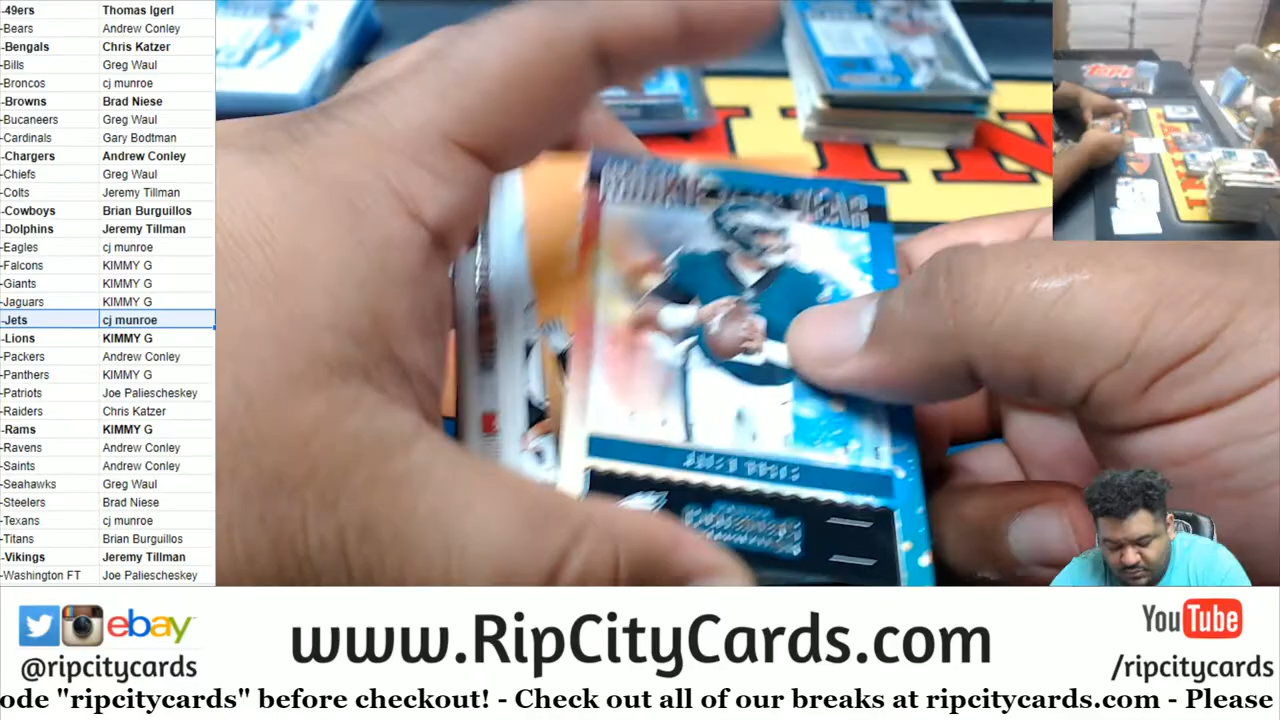 -49ers Thomas Igerl
-Bears Andrew Conley
-Bengals Chris Katzer
-Bills Greg Waul
-Broncos cj munroe
-Browns Brad Niese
-Bucaneers Greg Waul
-Cardinals Gary Bodtman
-Chargers Andrew Conley
-Chiefs Greg Waul
-Colts Jeremy Tillman
-Cowboys Brian Burguillos
-Dolphins Jeremy Tillman
-Eagles cj munroe
-Falcons KIMMY G
-Giants KIMMY G
-Jaguars KIMMY G
-Jets cj munroe
-Lions KIMMY G
-Packers Andrew Conley
-Panthers KIMMY G
-Patriots Joe Paliescheskey
-Raiders Chris Katzer
-Rams KIMMY G
-Ravens Andrew Conley
-Saints Andrew Conley
-Seahawks Greg Waul
-Steelers Brad Niese
-Texans cj munroe
-Titans Brian Burguillos
-Vikings Jeremy Tillman
-Washington FT Joe Paliescheskey
YEAR
Topps
ebay
@ripcitycards
www.RipCityCards.com
YouTube
/ripcitycards
ode "ripcitycards" before checkout! - Check out all of our breaks at ripcitycards.com - Please